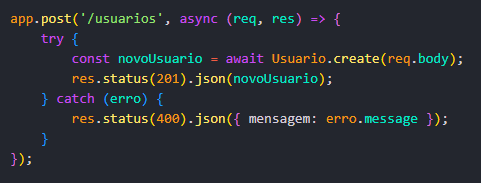 app.post('/usuarios', async (req, res) => {
    try {
        const novoUsuario = await Usuario.create(req.body);
        res.status(201).json(novoUsuario);
    } catch (erro) {
        res.status(400).json({ mensagem: erro.message });
    }
});